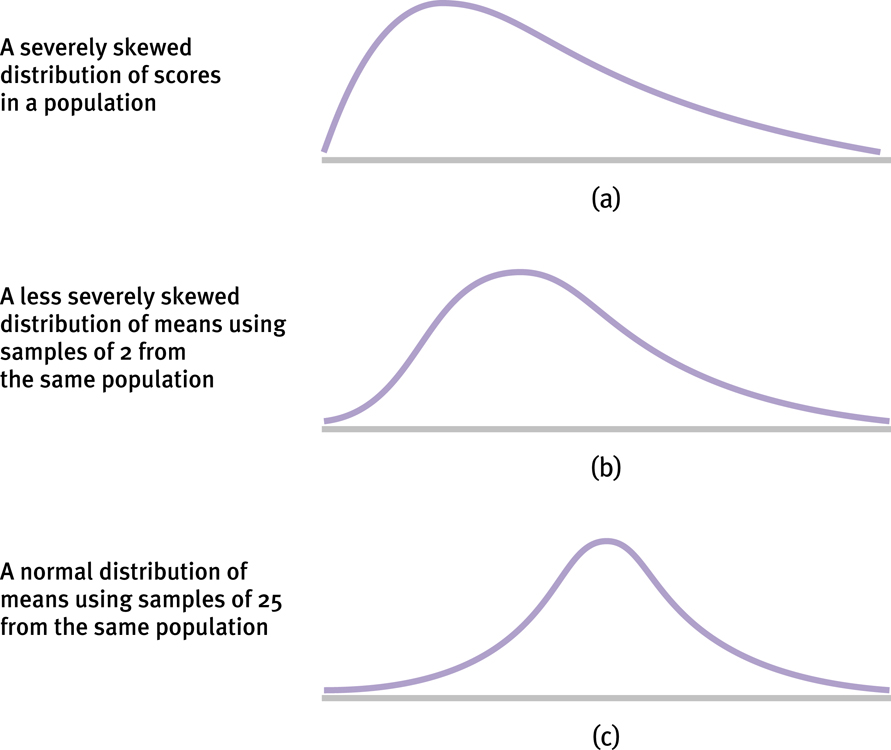 A severely skewed
distribution of scores
in a population
(a)
A less severely skewed
distribution of means using
samples of 2 from
the same population
(b)
A normal distribution of
means using samples of 25
from the same population
(c)